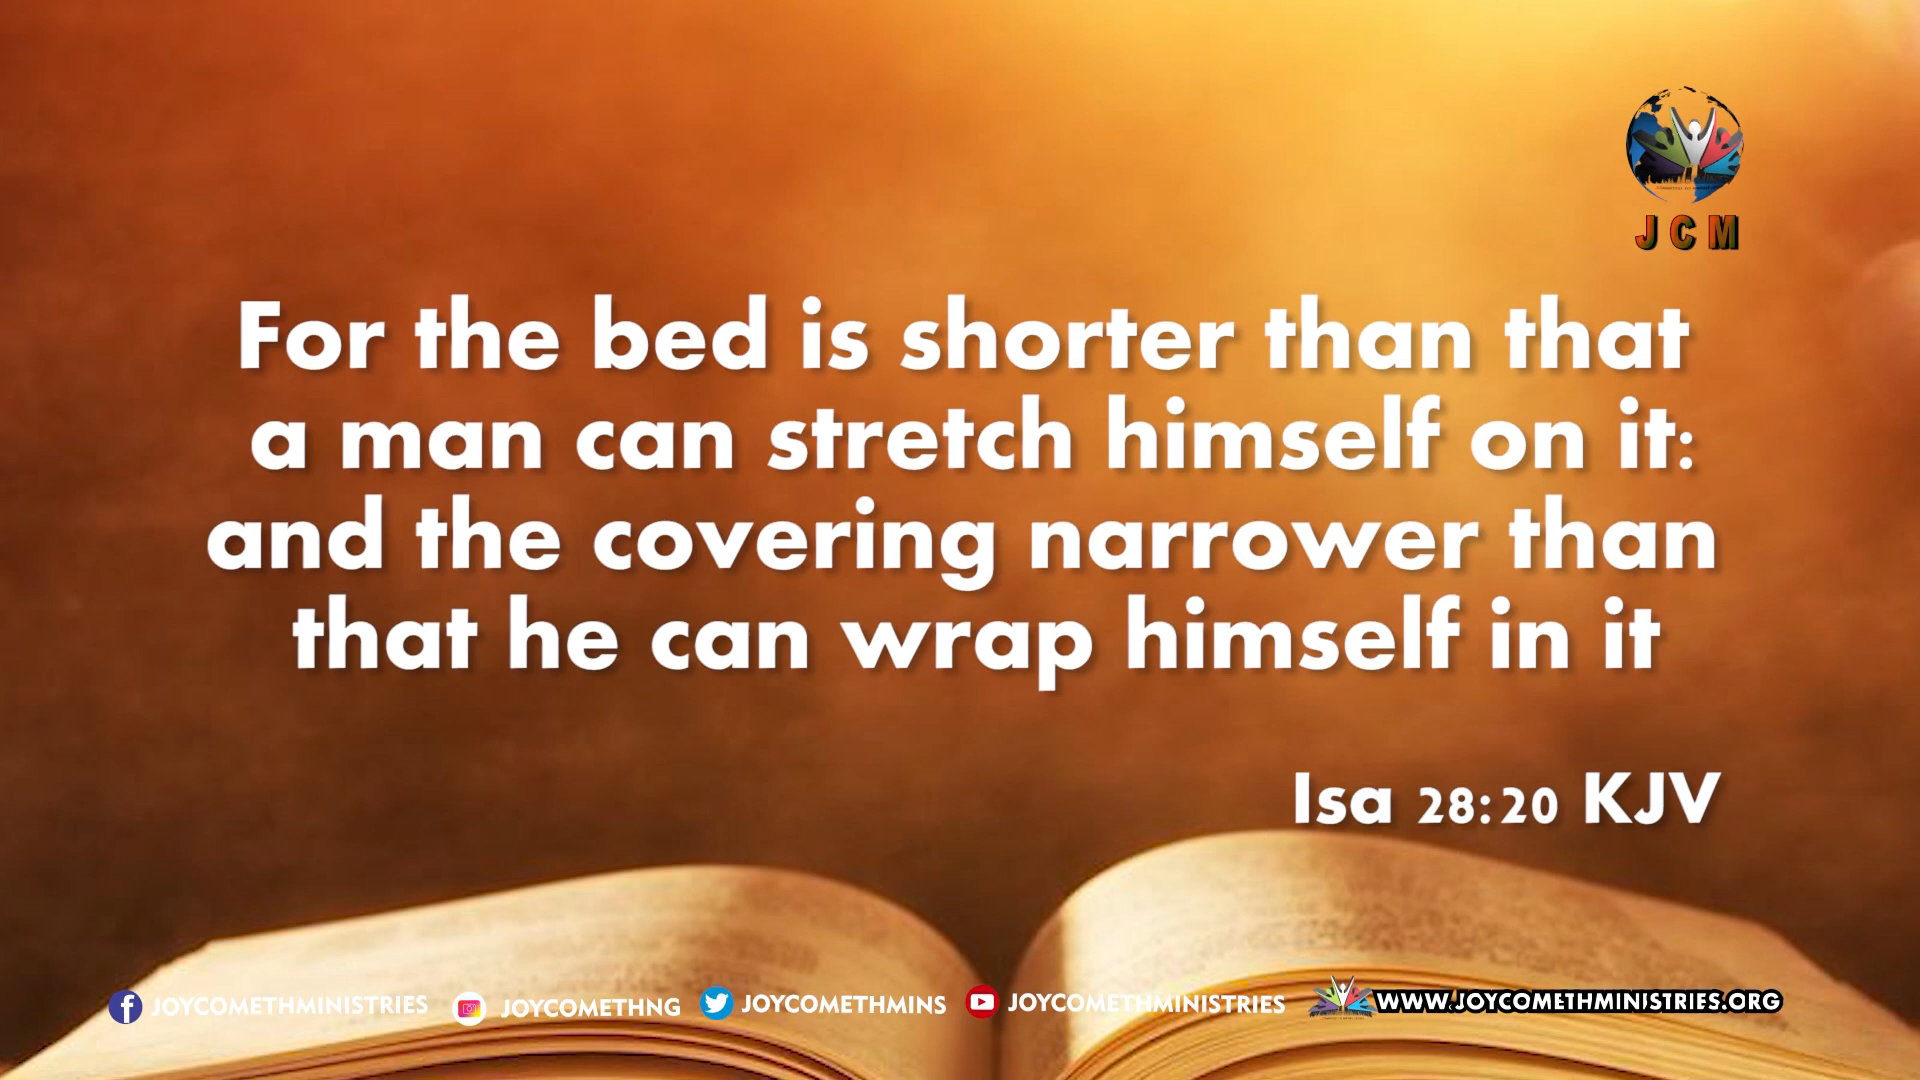 J C M
For the bed is shorter than that
a man can stretch himself on it:
and the covering narrower than
that he can wrap himself in it
Isa 28:20 KJV
JOYCOMETHMINISTRIES JOYCOMETHNG JOYCOMETHMINS JOYCOMETHMINISTRIES WWW.JOYCOMETHMINISTRIES.ORG